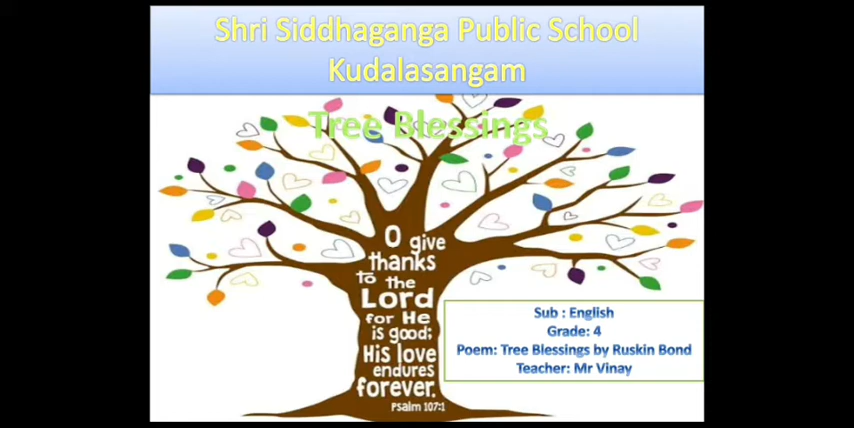 Shri Siddhaganga Public School
Kudalasangam
Tree Blessings
O give
thanks
to the
Lord
for He
is good;
His love
endures
forever.
Psalm 107:1
Sub : English
Grade: 4
Poem: Tree Blessings by Ruskin Bond
Teacher: Mr Vinay